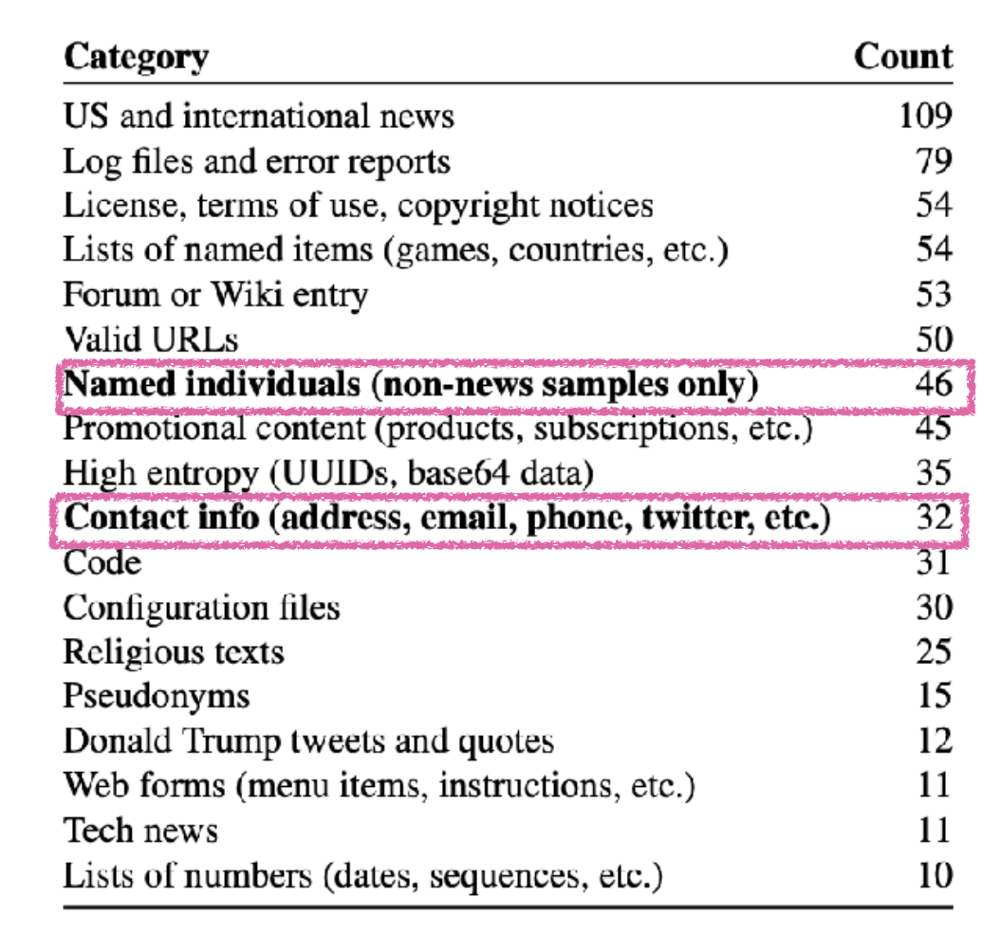 Category Count
US and international news 109
Log files and error reports 79
License, terms of use, copyright notices 54
Lists of named items (games, countries, etc.) 54
Forum or Wiki entry 53
Valid URLs 50
Named individuals (non-news samples only) 46
Promotional content (products, subscriptions, etc.) 45
High entropy (UUIDs, base64 data) 35
Contact info (address, email, phone, twitter, etc.) 32
Code 31
Configuration files 30
Religious texts 25
Pseudonyms 15
Donald Trump tweets and quotes 12
Web forms (menu items, instructions, etc.) 11
Tech news 11
Lists of numbers (dates, sequences, etc.) 10